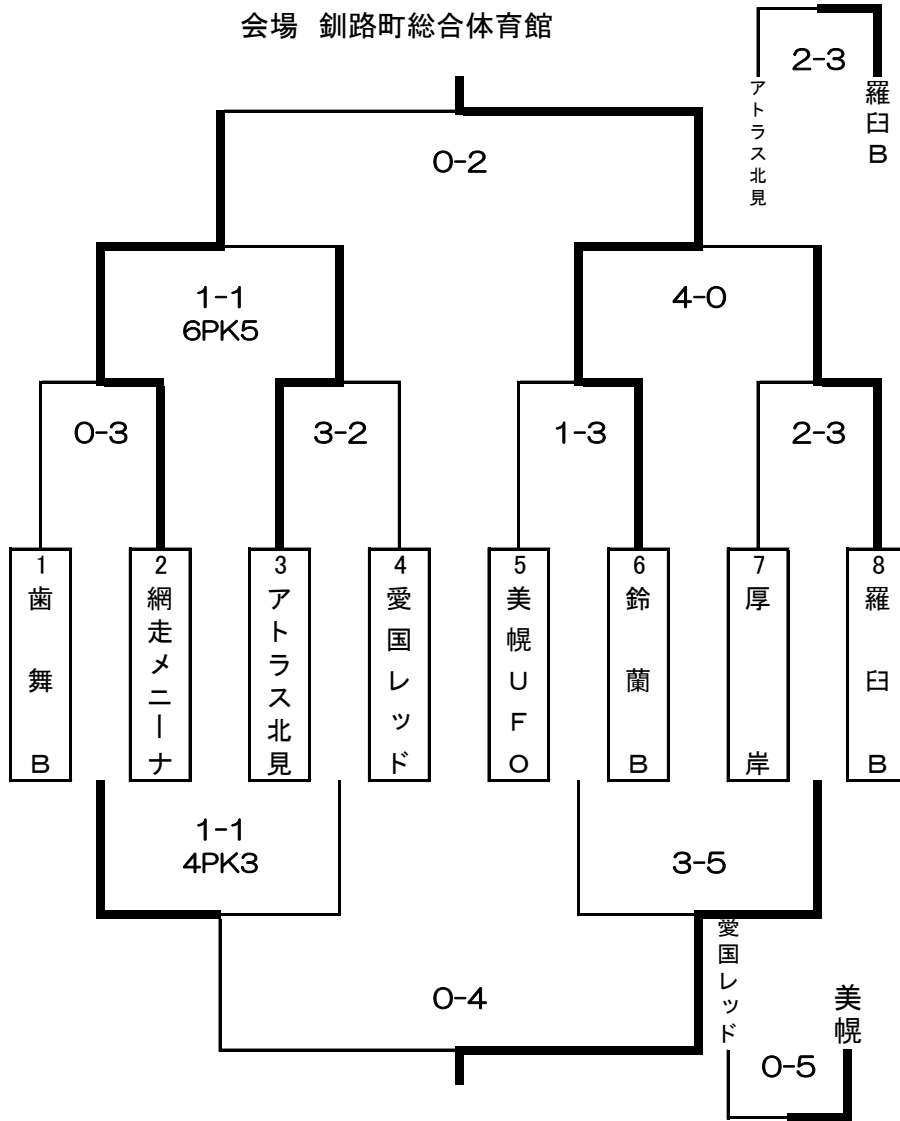 会場 釧路町総合体育館
2-3
アトラス北見
羅臼B
0-2
1-1
6PK5
4-0
0-3
3-2
1-3
2-3
1
歯舞B
2
網走メニーナ
3
アトラス北見
4
愛国レッド
5
美幌UFO
6
鈴蘭B
7
厚岸
8
羅臼B
1-1
4PK3
3-5
0-4
愛国レッド
美幌
0-5